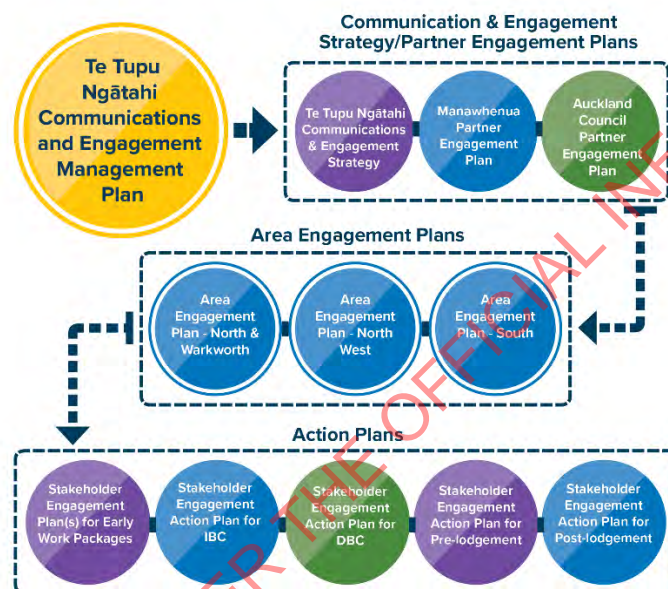 Communication & Engagement
Strategy/Partner Engagement Plans
Te Tupu
Ngātahi
Communications
and Engagement
Management
Plan
Te Tupu Ngātahi
Communications
& Engagement
Strategy
Manawhenua
Partner
Engagement
Plan
Auckland
Council
Partner
Engagement
Plan
Area Engagement Plans
Area
Engagement
Plan - North &
Warkworth
Area
Engagement
Plan - North
West
Area
Engagement
Plan - South
Action Plans
Stakeholder
Engagement
Plan(s) for Early
Work Packages
Stakeholder
Engagement
Action Plan for
IBC
Stakeholder
Engagement
Action Plan for
DBC
Stakeholder
Engagement
Action Plan for
Pre-lodgement
Stakeholder
Engagement
Action Plan for
Post-lodgement
ER THE OFFICIAL